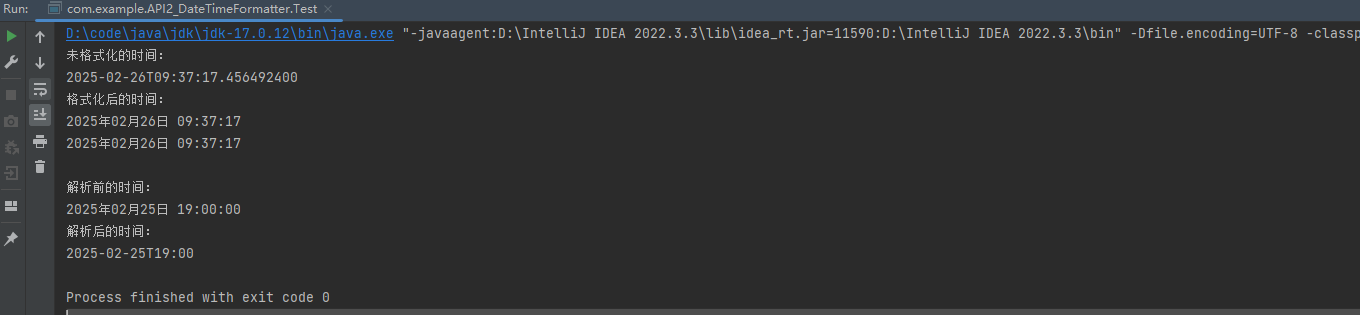 Run: com.example.API2_DateTimeFormatter.Test
D:\code\java\jdk\jdk-17.0.12\bin\java.exe "-javaagent:D:\IntelliJ IDEA 2022.3.3\lib\idea_rt.jar=11590:D:\IntelliJ IDEA 2022.3.3\bin" -Dfile.encoding=UTF-8 -classp
未格式化的时间:
2025-02-26T09:37:17.456492400
格式化后的时间:
2025年02月26日 09:37:17
2025年02月26日 09:37:17
解析前的时间:
2025年02月25日 19:00:00
解析后的时间:
2025-02-25T19:00
Process finished with exit code 0